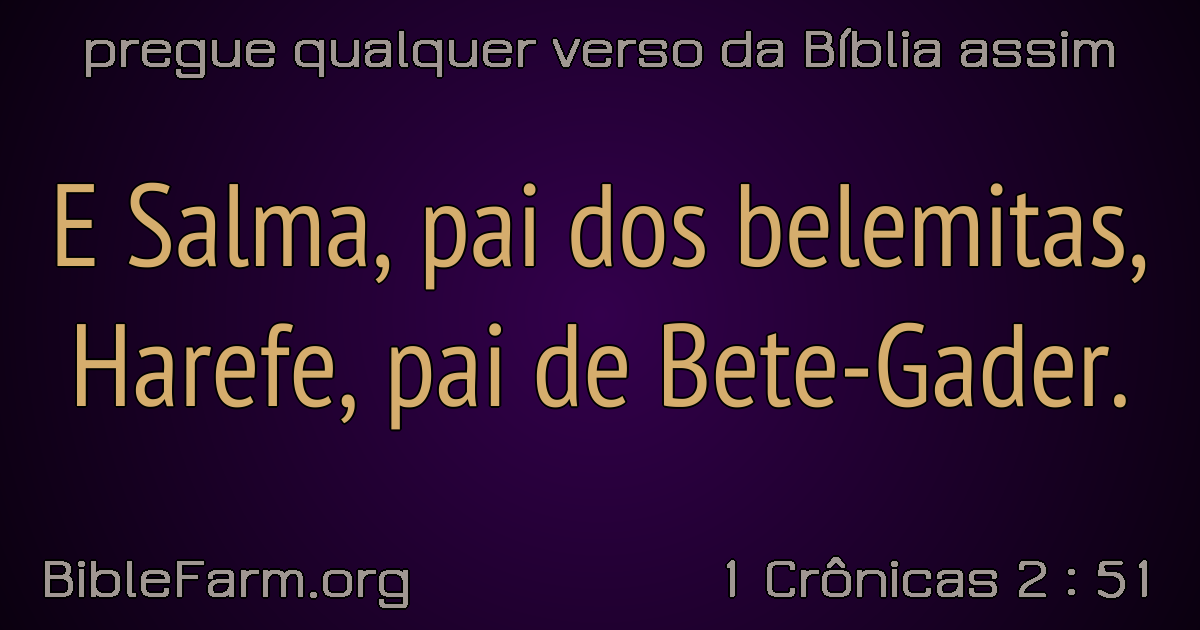 pregue qualquer verso da Bíblia assim
E Salma, pai dos belemitas,
Harefe, pai de Bete-Gader.
BibleFarm.org
1 Crônicas 2 : 51